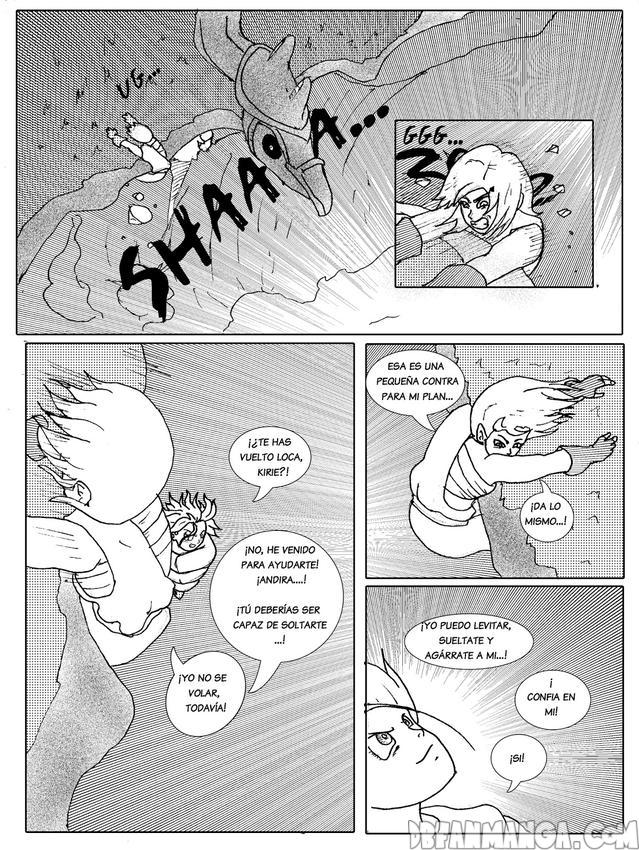 UG...
SHAAOA...
GGG...
¡¿TE HAS
VUELTO LOCA,
KIRIE?!
¡NO, HE VENIDO
PARA AYUDARTE!
¡ANDIRA....!
¡TÚ DEBERÍAS SER
CAPAZ DE SOLTARTE
...!
¡YO NO SE
VOLAR,
TODAVÍA!
ESA ES UNA
PEQUEÑA CONTRA
PARA MI PLAN...
¡DA LO
MISMO...!
¡YO PUEDO LEVITAR,
SUELTATE Y
AGÁRRATE A MI...!
¡
CONFIA EN
MI!
¡SI!
DBFANMANGA.COM